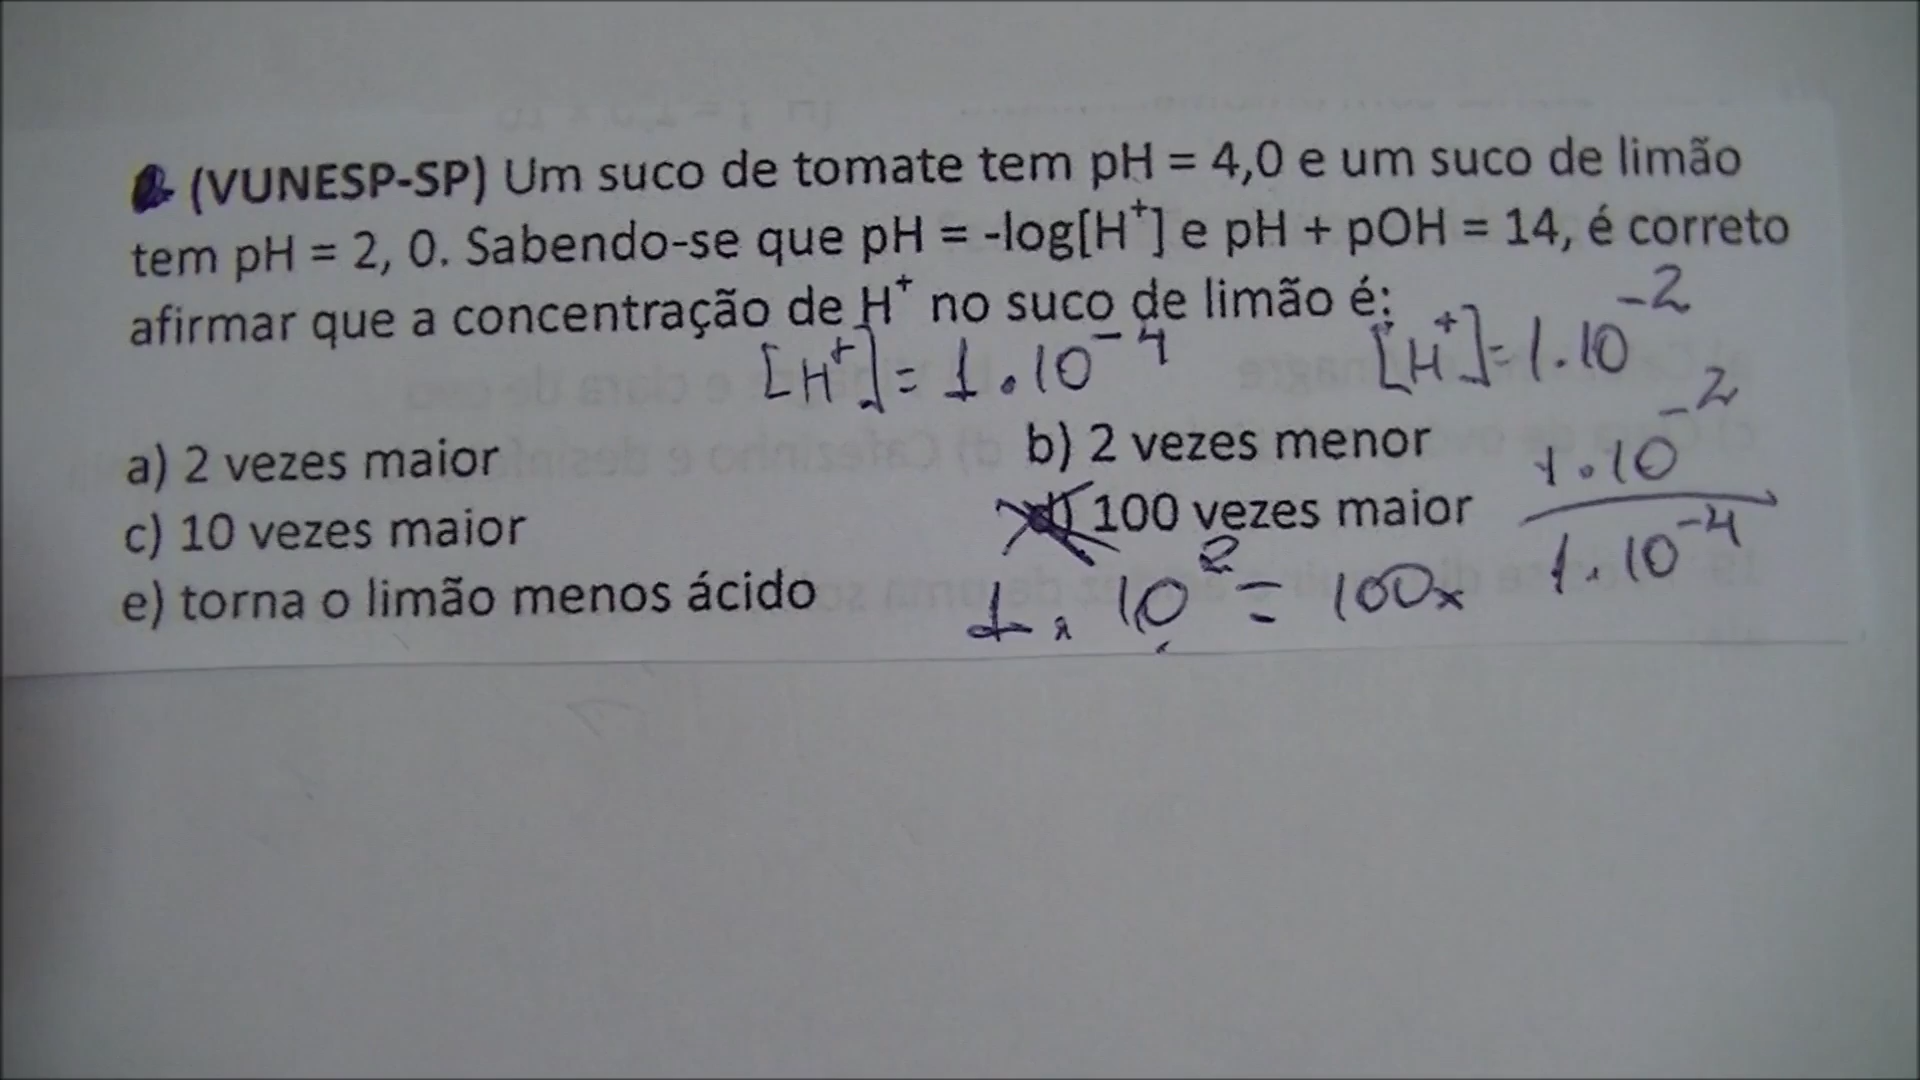 (VUNESP-SP) Um suco de tomate tem pH = 4,0 e um suco de limão
tem pH = 2, 0. Sabendo-se que pH = -log[H⁺] e pH + pOH = 14, é correto
afirmar que a concentração de H⁺ no suco de limão é:
[H⁺] = 1.10⁻⁴ [H⁺]=1.10⁻²
a) 2 vezes maior b) 2 vezes menor
1.10⁻²
c) 10 vezes maior 100 vezes maior
1.10⁻⁴
e) torna o limão menos ácido
1. 10² = 100x